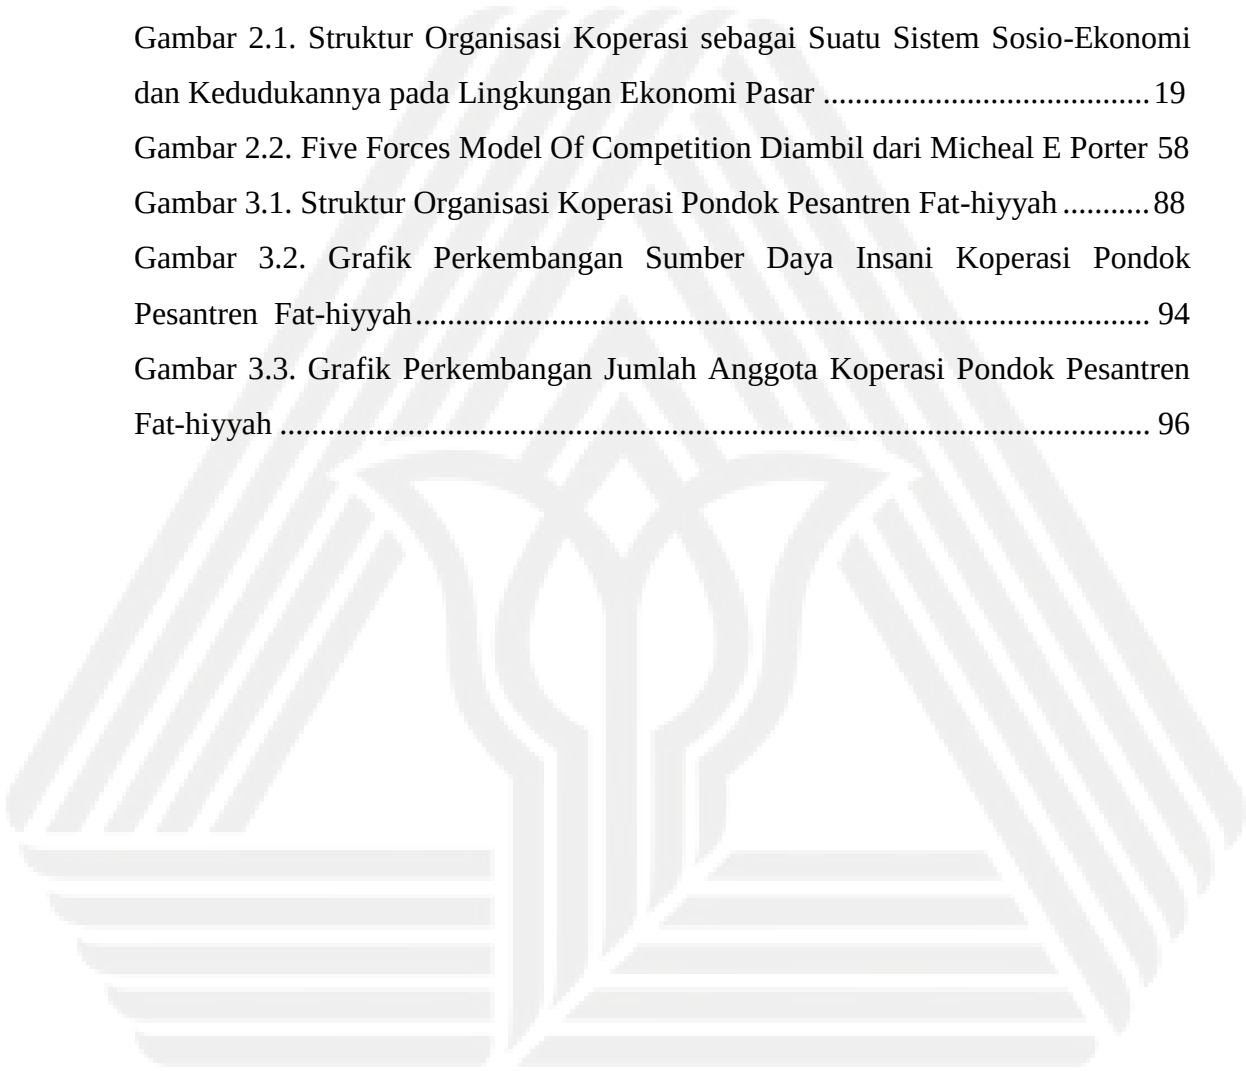 Gambar 2.1. Struktur Organisasi Koperasi sebagai Suatu Sistem Sosio-Ekonomi
dan Kedudukannya pada Lingkungan Ekonomi Pasar ........................................ 19
Gambar 2.2. Five Forces Model Of Competition Diambil dari Micheal E Porter 58
Gambar 3.1. Struktur Organisasi Koperasi Pondok Pesantren Fat-hiyyah ........... 88
Gambar 3.2. Grafik Perkembangan Sumber Daya Insani Koperasi Pondok
Pesantren Fat-hiyyah ............................................................................................ 94
Gambar 3.3. Grafik Perkembangan Jumlah Anggota Koperasi Pondok Pesantren
Fat-hiyyah ............................................................................................................. 96